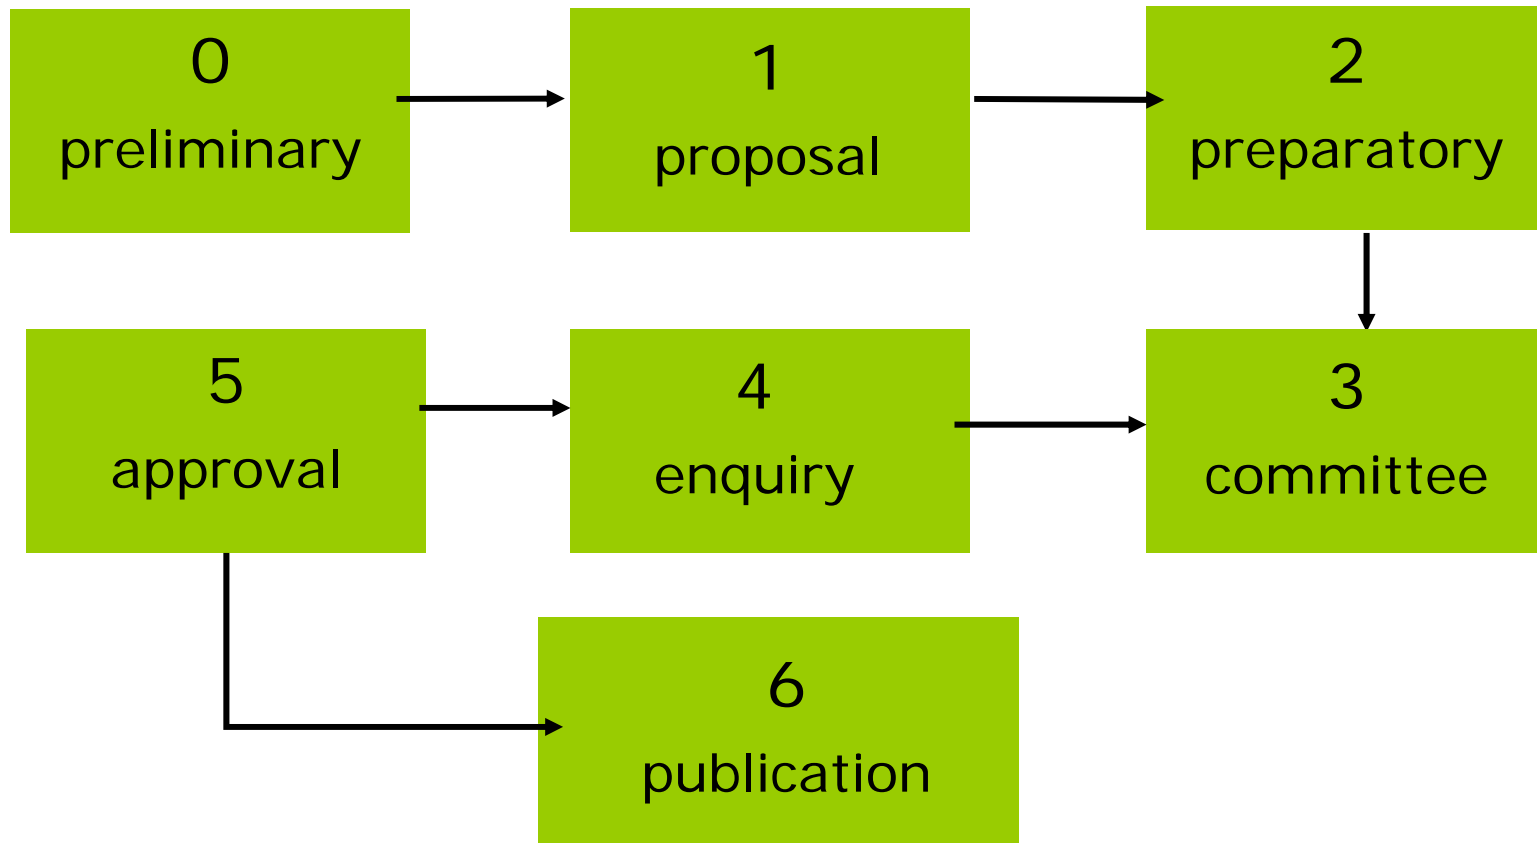 0
preliminary
1
proposal
2
preparatory
5
approval
4
enquiry
3
committee
6
publication